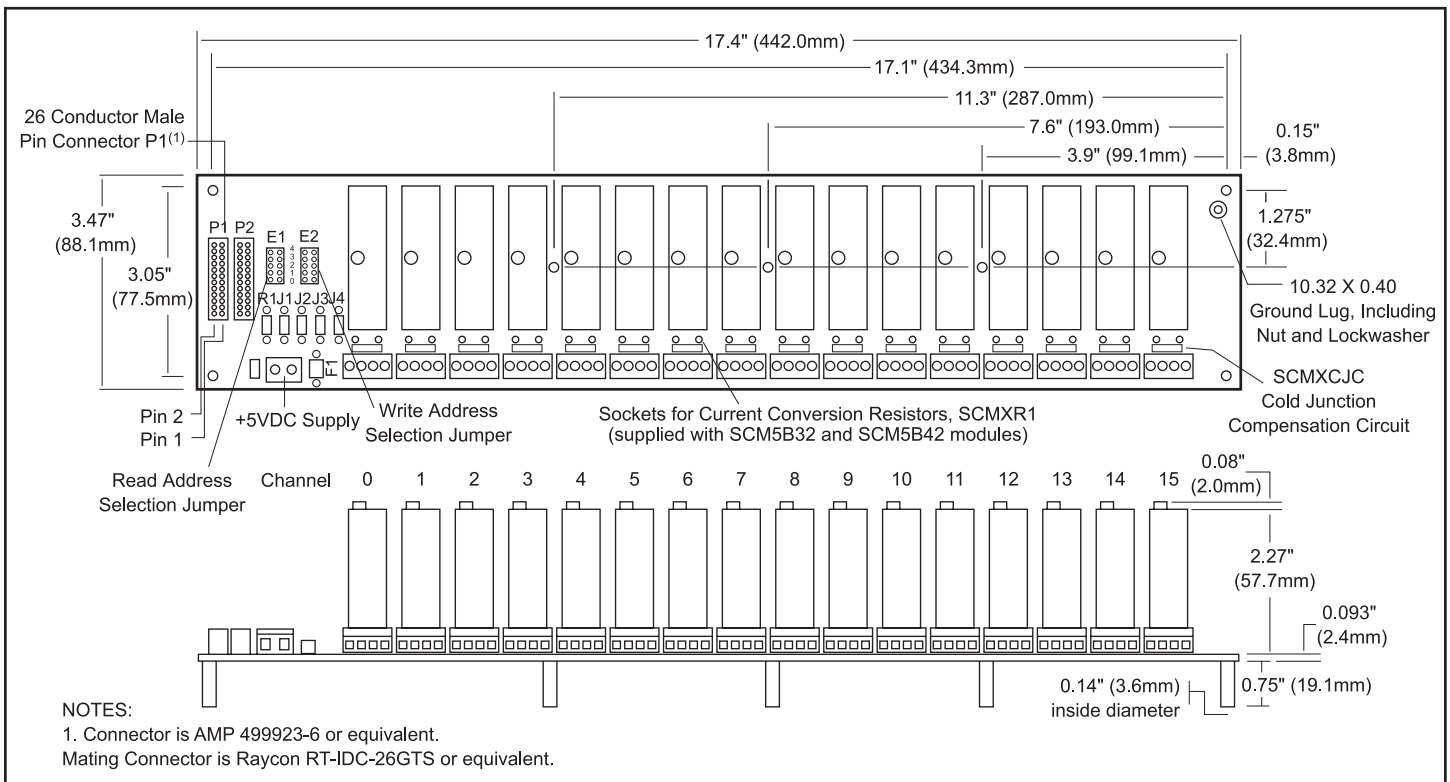 17.4" (442.0mm)
17.1" (434.3mm)
11.3" (287.0mm)
7.6" (193.0mm)
3.9" (99.1mm)
0.15"
(3.8mm)
26 Conductor Male
Pin Connector P1(1)
3.47"
(88.1mm)
3.05"
(77.5mm)
P1 P2
E1 E2
4
3
2
1
0
R1 J1 J2 J3 J4
F1
1.275"
(32.4mm)
10.32 X 0.40
Ground Lug, Including
Nut and Lockwasher
SCMXCJC
Cold Junction
Compensation Circuit
Pin 2
Pin 1
+5VDC Supply
Write Address
Selection Jumper
Sockets for Current Conversion Resistors, SCMXR1
(supplied with SCM5B32 and SCM5B42 modules)
Read Address
Selection Jumper
Channel 0 1 2 3 4 5 6 7 8 9 10 11 12 13 14 15
0.08"
(2.0mm)
2.27"
(57.7mm)
0.093"
(2.4mm)
0.14" (3.6mm)
inside diameter
0.75" (19.1mm)
NOTES:
1. Connector is AMP 499923-6 or equivalent.
Mating Connector is Raycon RT-IDC-26GTS or equivalent.